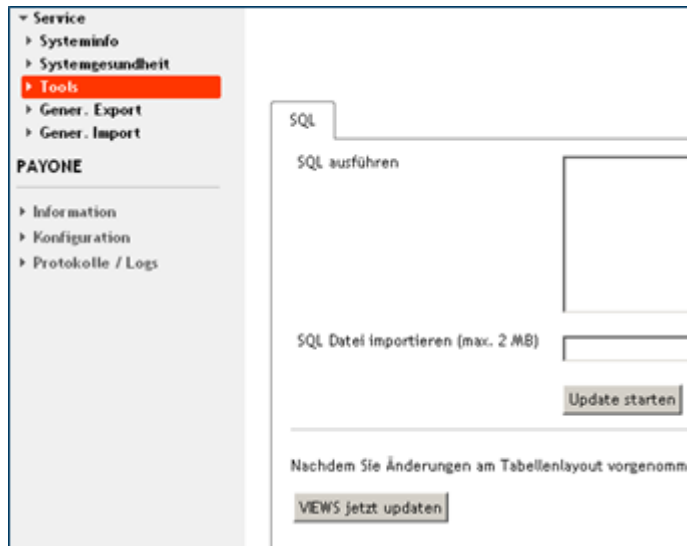 Service
Systeminfo
Systemgesundheit
Tools
Gener. Export
Gener. Import
PAYONE
Information
Konfiguration
Protokolle / Logs
SQL
SQL ausführen
SQL Datei importieren (max. 2 MB)
Update starten
Nachdem Sie Änderungen am Tabellenlayout vorgenomm
VIEWS jetzt updaten